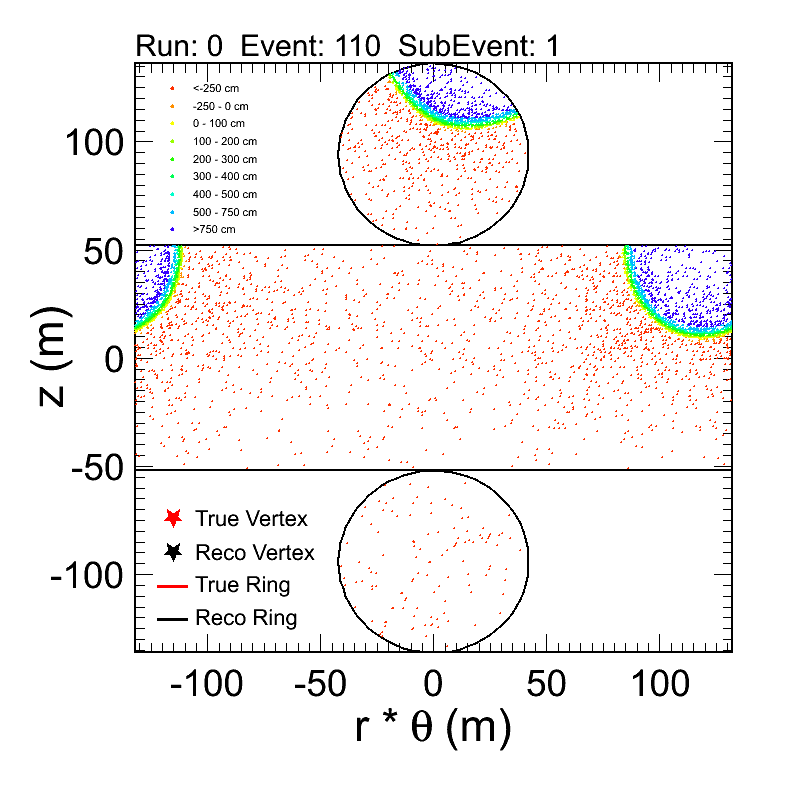 Run: 0  Event: 110  SubEvent: 1
<-250 cm
-250 - 0 cm
0 - 100 cm
100 - 200 cm
200 - 300 cm
300 - 400 cm
400 - 500 cm
500 - 750 cm
>750 cm
100
50
0
-50
-100
z (m)
True Vertex
Reco Vertex
True Ring
Reco Ring
-100 -50 0 50 100
r * θ (m)